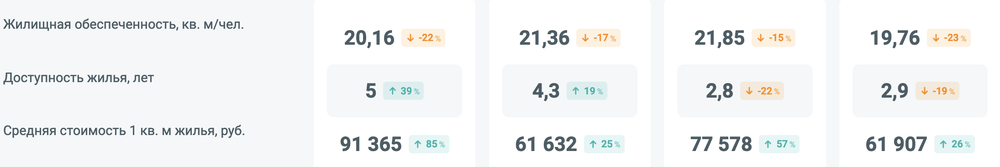 Жилищная обеспеченность, кв. м/чел.
20,16 ↓ -22 % 21,36 ↓ -17 % 21,85 ↓ -15 % 19,76 ↓ -23 %
Доступность жилья, лет
5 ↑ 39 % 4,3 ↑ 19 % 2,8 ↓ -22 % 2,9 ↓ -19 %
Средняя стоимость 1 кв. м жилья, руб.
91 365 ↑ 85 % 61 632 ↑ 25 % 77 578 ↑ 57 % 61 907 ↑ 26 %